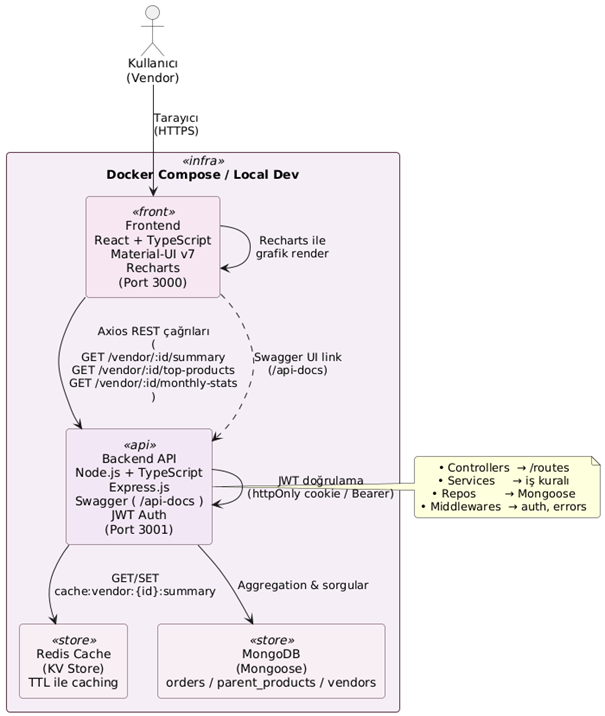 Kullanıcı
(Vendor)
Tarayıcı
(HTTPS)
«infra»
Docker Compose / Local Dev
«front»
Frontend
React + TypeScript
Material-UI v7
Recharts
(Port 3000)
Recharts ile
grafik render
Axios REST çağrıları
(
GET /vendor/:id/summary
GET /vendor/:id/top-products
GET /vendor/:id/monthly-stats
)
Swagger UI link
(/api-docs)
«api»
Backend API
Node.js + TypeScript
Express.js
Swagger ( /api-docs )
JWT Auth
(Port 3001)
JWT doğrulama
(httpOnly cookie / Bearer)
• Controllers → /routes
• Services → iş kuralı
• Repos → Mongoose
• Middlewares → auth, errors
GET/SET
cache:vendor:{id}:summary
Aggregation & sorgular
«store»
Redis Cache
(KV Store)
TTL ile caching
«store»
MongoDB
(Mongoose)
orders / parent_products / vendors